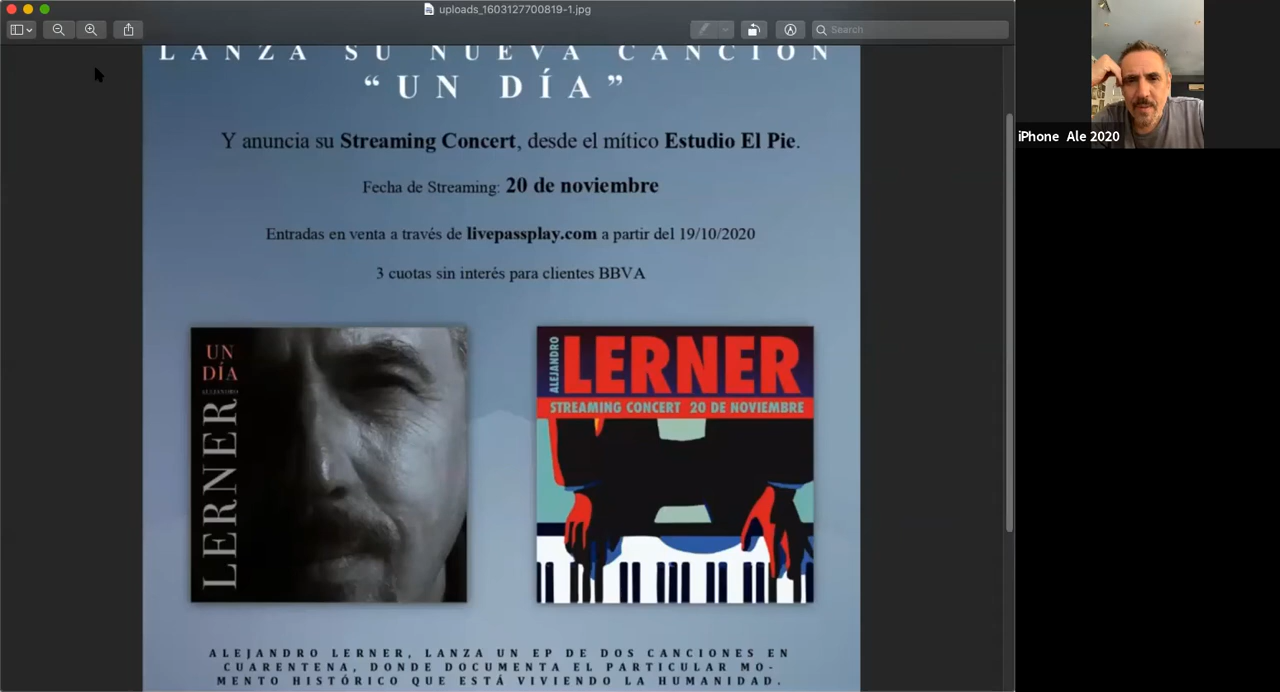 uploads_1603127700819-1.jpg
Search
LANZA SU NUEVA CANCIÓN
“UN DÍA”
Y anuncia su Streaming Concert, desde el mítico Estudio El Pie.
Fecha de Streaming: 20 de noviembre
Entradas en venta a través de livepassplay.com a partir del 19/10/2020
3 cuotas sin interés para clientes BBVA
UN
DÍA
ALEJANDRO
LERNER
ALEJANDRO
LERNER
STREAMING CONCERT 20 DE NOVIEMBRE
ALEJANDRO LERNER, LANZA UN EP DE DOS CANCIONES EN
CUARENTENA, DONDE DOCUMENTA EL PARTICULAR MO-
MENTO HISTÓRICO QUE ESTÁ VIVIENDO LA HUMANIDAD.
iPhone Ale 2020